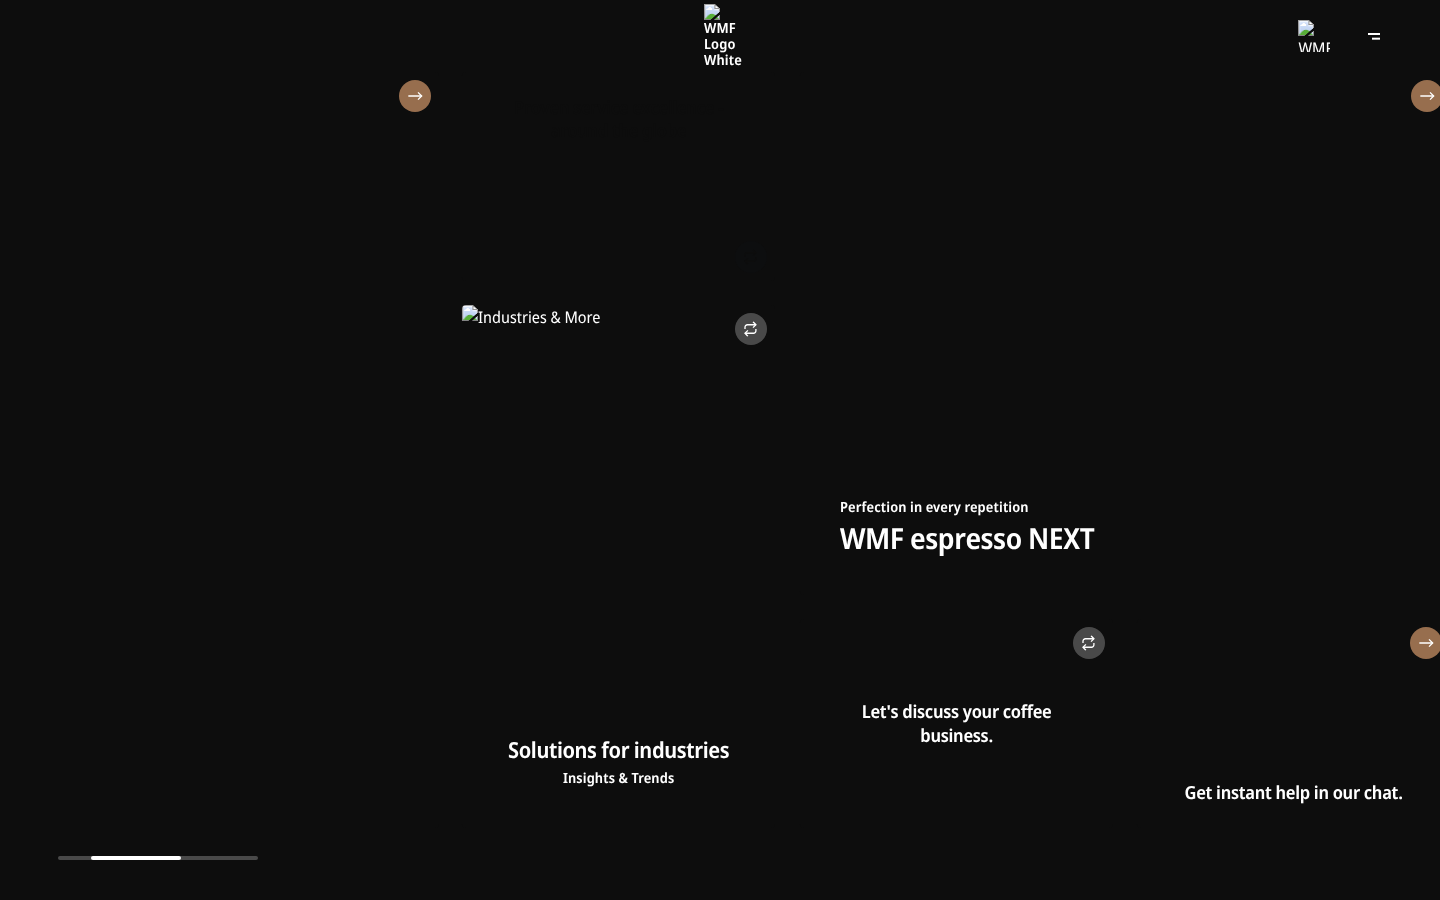 WMF
Logo
White
Industries & More
Perfection in every repetition
WMF espresso NEXT
Let's discuss your coffee
business.
Solutions for industries
Insights & Trends
Get instant help in our chat.